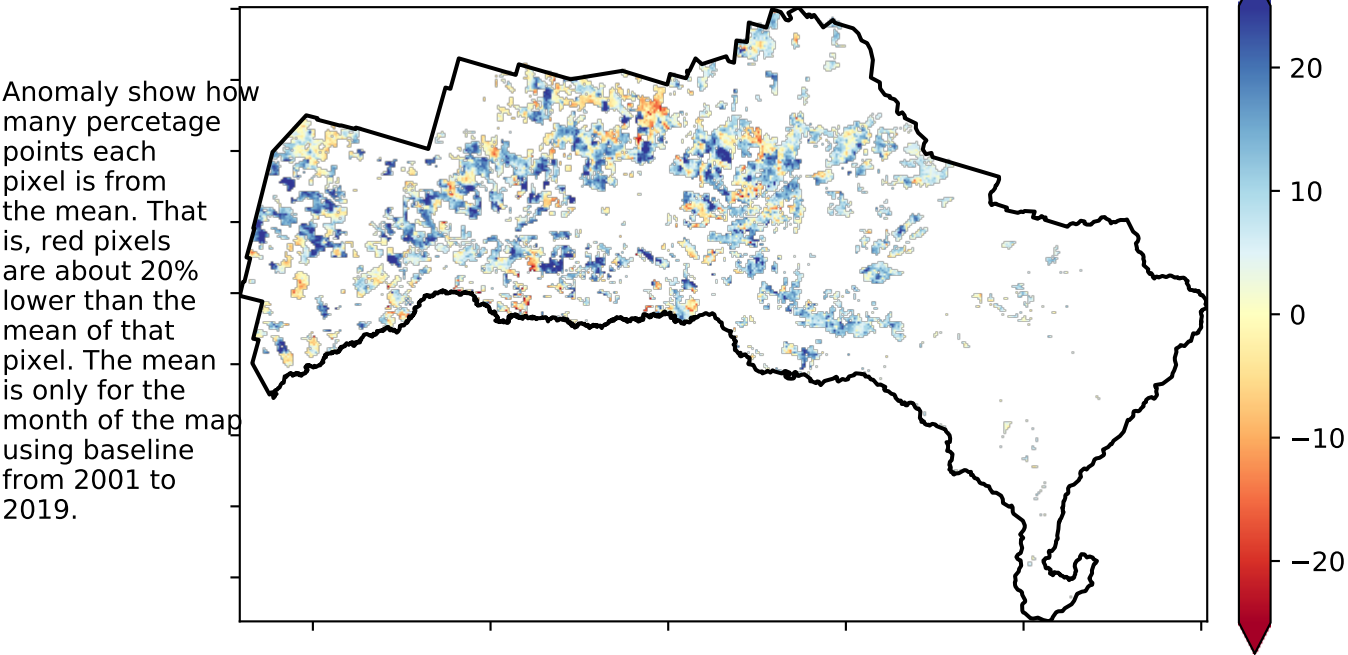 Anomaly show how
many percetage
points each
pixel is from
the mean. That
is, red pixels
are about 20%
lower than the
mean of that
pixel. The mean
is only for the
month of the map
using baseline
from 2001 to
2019.
20
10
0
−10
−20